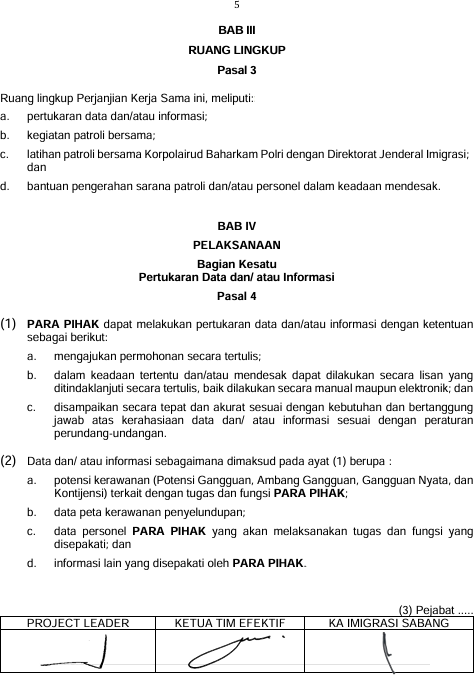 5
BAB III
RUANG LINGKUP
Pasal 3
Ruang lingkup Perjanjian Kerja Sama ini, meliputi:
a. pertukaran data dan/atau informasi;
b. kegiatan patroli bersama;
c. latihan patroli bersama Korpolairud Baharkam Polri dengan Direktorat Jenderal Imigrasi;
dan
d. bantuan pengerahan sarana patroli dan/atau personel dalam keadaan mendesak.
BAB IV
PELAKSANAAN
Bagian Kesatu
Pertukaran Data dan/ atau Informasi
Pasal 4
(1) PARA PIHAK dapat melakukan pertukaran data dan/atau informasi dengan ketentuan
sebagai berikut:
a. mengajukan permohonan secara tertulis;
b. dalam keadaan tertentu dan/atau mendesak dapat dilakukan secara lisan yang
ditindaklanjuti secara tertulis, baik dilakukan secara manual maupun elektronik; dan
c. disampaikan secara tepat dan akurat sesuai dengan kebutuhan dan bertanggung
jawab atas kerahasiaan data dan/ atau informasi sesuai dengan peraturan
perundang-undangan.
(2) Data dan/ atau informasi sebagaimana dimaksud pada ayat (1) berupa :
a. potensi kerawanan (Potensi Gangguan, Ambang Gangguan, Gangguan Nyata, dan
Kontijensi) terkait dengan tugas dan fungsi PARA PIHAK;
b. data peta kerawanan penyelundupan;
c. data personel PARA PIHAK yang akan melaksanakan tugas dan fungsi yang
disepakati; dan
d. informasi lain yang disepakati oleh PARA PIHAK.
(3) Pejabat .....
PROJECT LEADER KETUA TIM EFEKTIF KA IMIGRASI SABANG